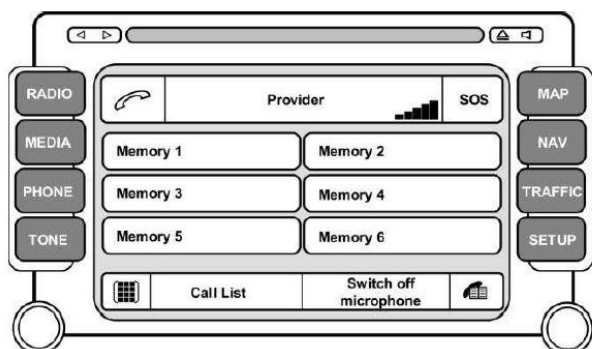 RADIO
MEDIA
PHONE
TONE
Provider
SOS
Memory 1
Memory 2
Memory 3
Memory 4
Memory 5
Memory 6
Call List
Switch off
microphone
MAP
NAV
TRAFFIC
SETUP